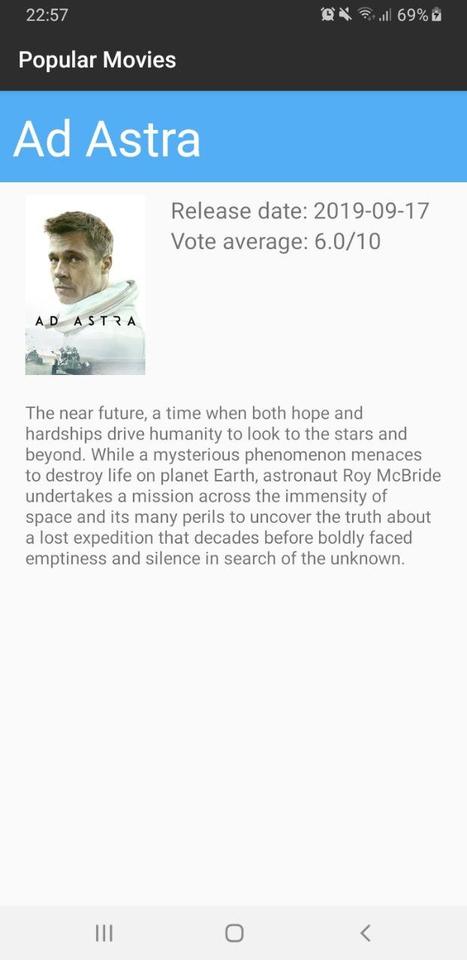 22:57
69%
Popular Movies
Ad Astra
Release date: 2019-09-17
Vote average: 6.0/10
AD ASTRA
The near future, a time when both hope and
hardships drive humanity to look to the stars and
beyond. While a mysterious phenomenon menaces
to destroy life on planet Earth, astronaut Roy McBride
undertakes a mission across the immensity of
space and its many perils to uncover the truth about
a lost expedition that decades before boldly faced
emptiness and silence in search of the unknown.